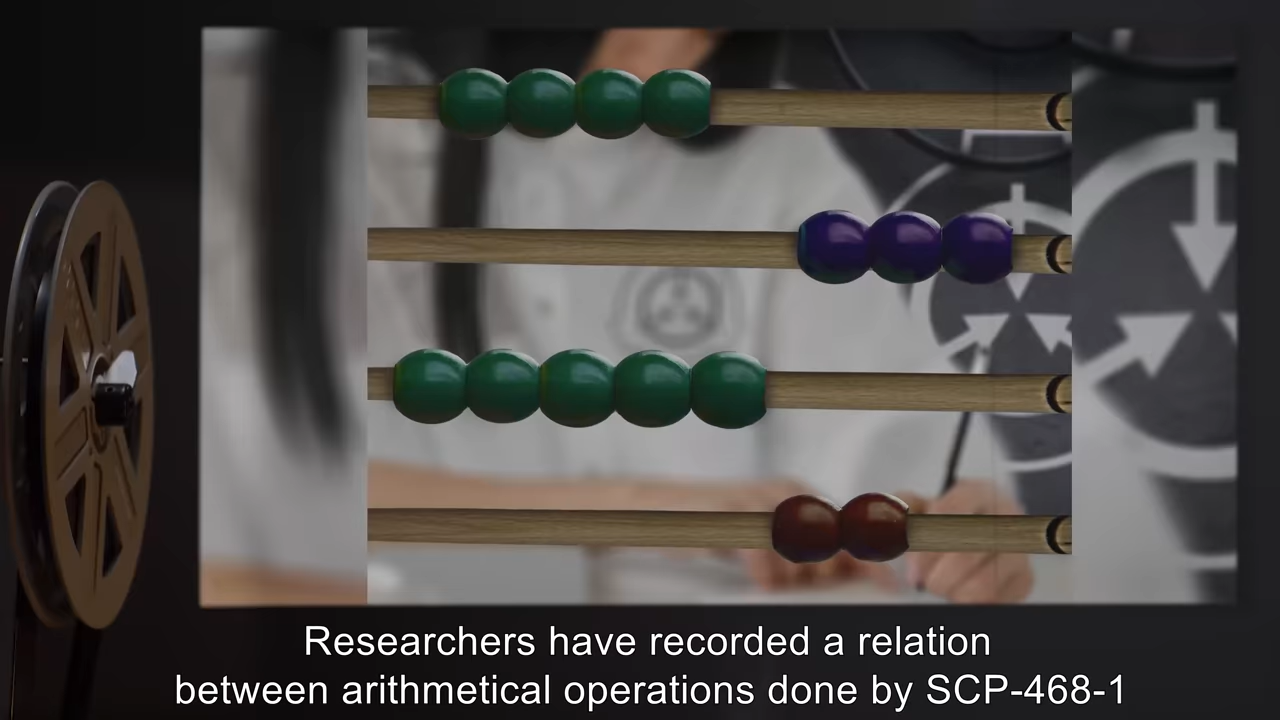 Researchers have recorded a relation
between arithmetical operations done by SCP-468-1